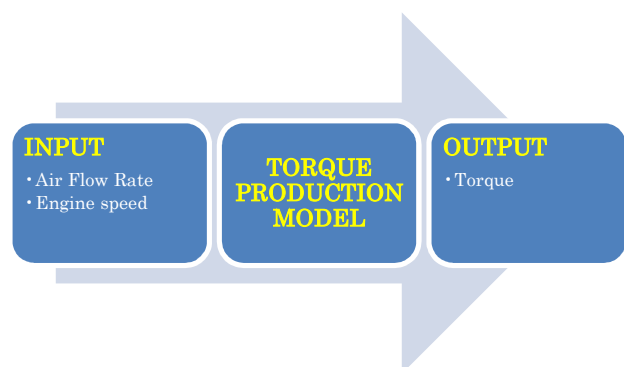 INPUT
• Air Flow Rate
• Engine speed
TORQUE
PRODUCTION
MODEL
OUTPUT
• Torque